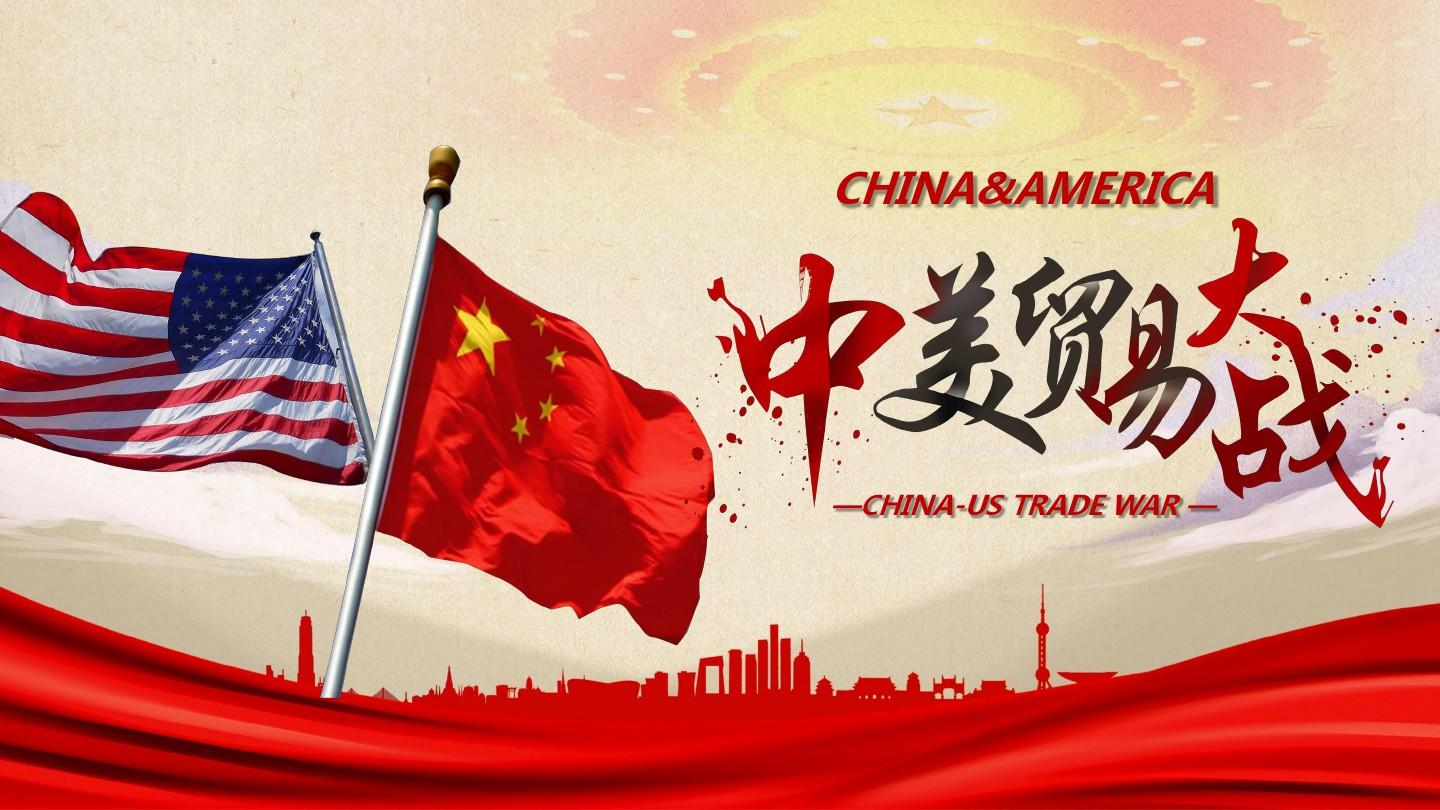 CHINA&AMERICA
中美贸易大战
—CHINA-US TRADE WAR —